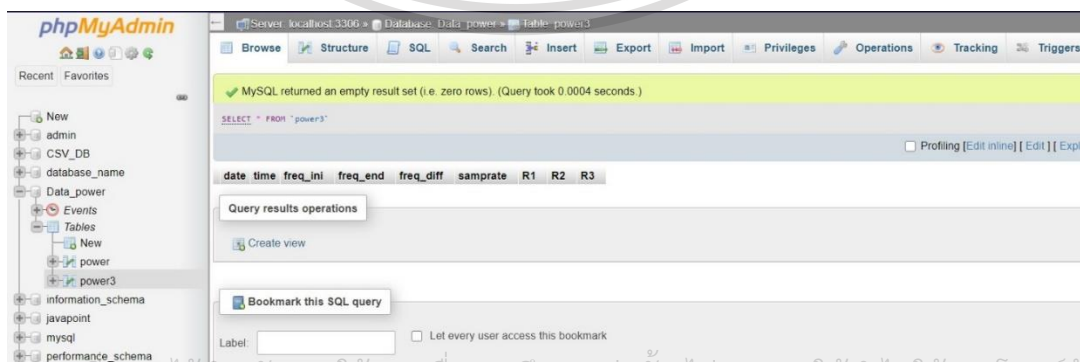 phpMyAdmin
Recent Favorites
New
admin
CSV_DB
database_name
Data_power
Events
Tables
New
power
power3
information_schema
javapoint
mysql
performance_schema
Server: localhost:3306 » Database: Data_power » Table: power3
Browse Structure SQL Search Insert Export Import Privileges Operations Tracking Triggers
MySQL returned an empty result set (i.e. zero rows). (Query took 0.0004 seconds.)
SELECT * FROM `power3`
Profiling [Edit inline] [ Edit ] [ Expl
date time freq_ini freq_end freq_diff samprate R1 R2 R3
Query results operations
Create view
Bookmark this SQL query
Label: Let every user access this bookmark